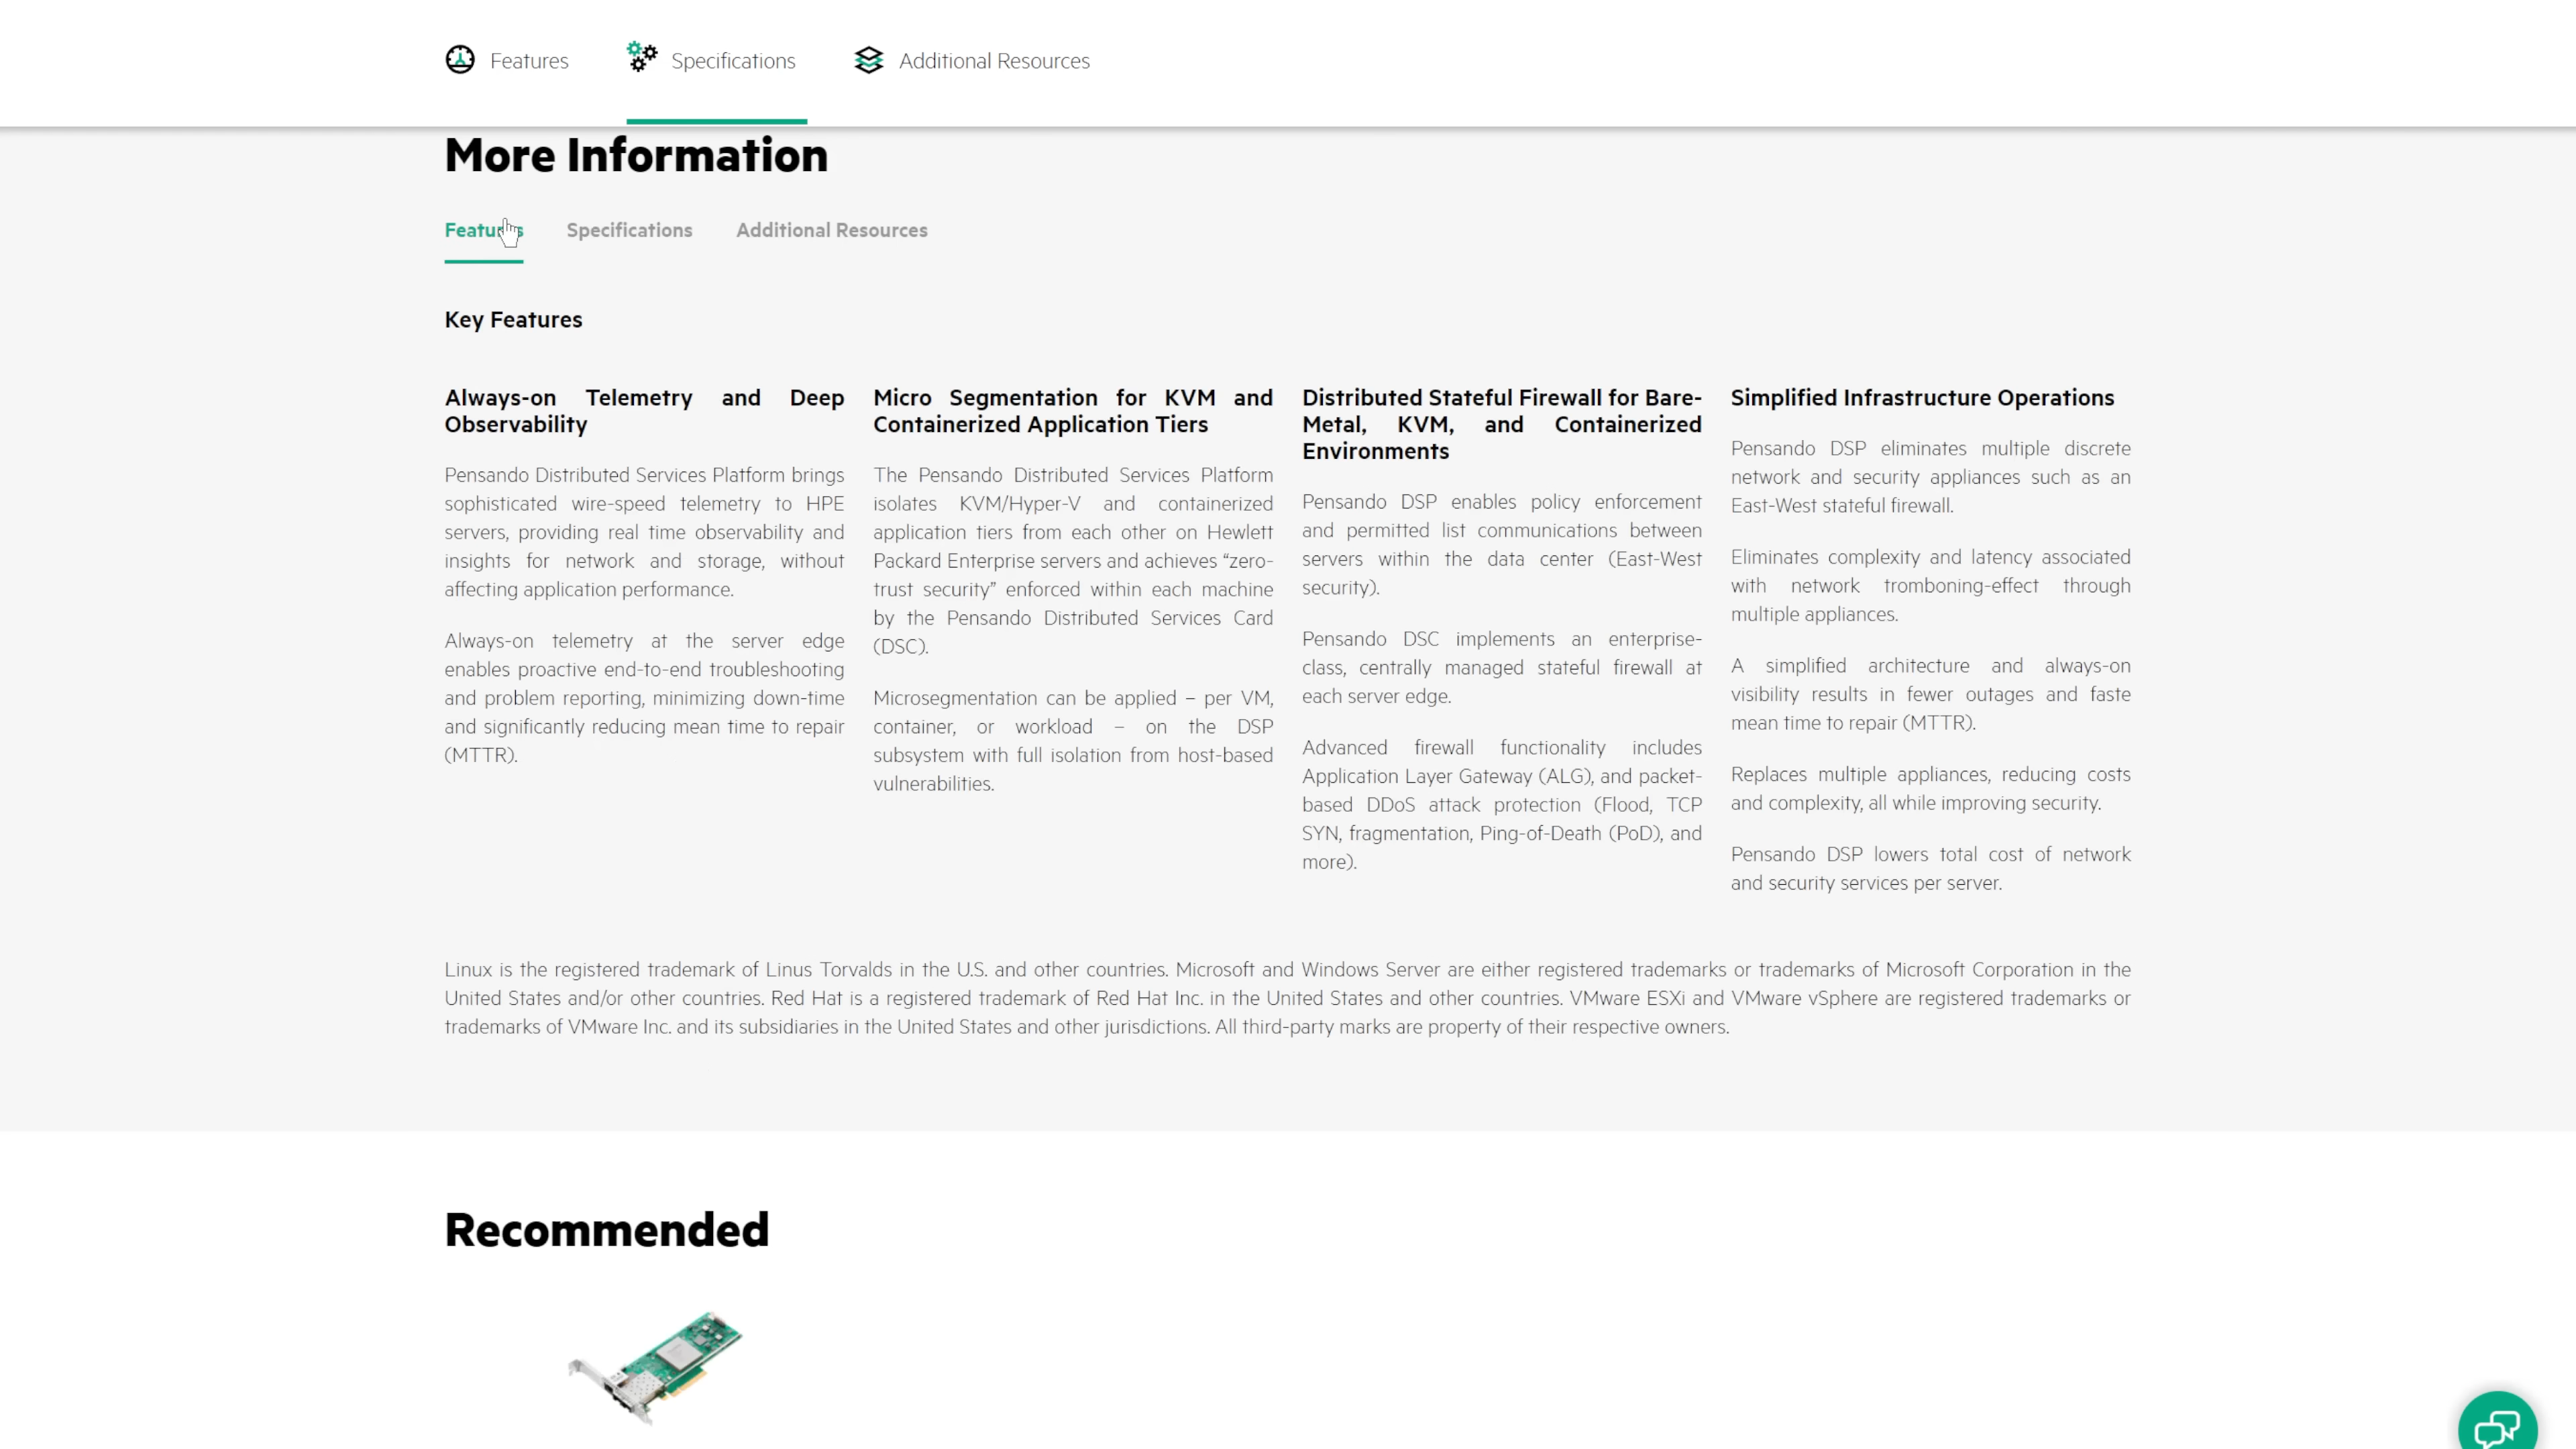 Features
Specifications
Additional Resources
More Information
Features
Specifications
Additional Resources
Key Features
Always-on Telemetry and Deep
Observability
Pensando Distributed Services Platform brings
sophisticated wire-speed telemetry to HPE
servers, providing real time observability and
insights for network and storage, without
affecting application performance.
Always-on telemetry at the server edge
enables proactive end-to-end troubleshooting
and problem reporting, minimizing down-time
and significantly reducing mean time to repair
(MTTR).
Micro Segmentation for KVM and
Containerized Application Tiers
The Pensando Distributed Services Platform
isolates KVM/Hyper-V and containerized
application tiers from each other on Hewlett
Packard Enterprise servers and achieves “zero-
trust security” enforced within each machine
by the Pensando Distributed Services Card
(DSC).
Microsegmentation can be applied – per VM,
container, or workload – on the DSP
subsystem with full isolation from host-based
vulnerabilities.
Distributed Stateful Firewall for Bare-
Metal, KVM, and Containerized
Environments
Pensando DSP enables policy enforcement
and permitted list communications between
servers within the data center (East-West
security).
Pensando DSC implements an enterprise-
class, centrally managed stateful firewall at
each server edge.
Advanced firewall functionality includes
Application Layer Gateway (ALG), and packet-
based DDoS attack protection (Flood, TCP
SYN, fragmentation, Ping-of-Death (PoD), and
more).
Simplified Infrastructure Operations
Pensando DSP eliminates multiple discrete
network and security appliances such as an
East-West stateful firewall.
Eliminates complexity and latency associated
with network tromboning-effect through
multiple appliances.
A simplified architecture and always-on
visibility results in fewer outages and faste
mean time to repair (MTTR).
Replaces multiple appliances, reducing costs
and complexity, all while improving security.
Pensando DSP lowers total cost of network
and security services per server.
Linux is the registered trademark of Linus Torvalds in the U.S. and other countries. Microsoft and Windows Server are either registered trademarks or trademarks of Microsoft Corporation in the
United States and/or other countries. Red Hat is a registered trademark of Red Hat Inc. in the United States and other countries. VMware ESXi and VMware vSphere are registered trademarks or
trademarks of VMware Inc. and its subsidiaries in the United States and other jurisdictions. All third-party marks are property of their respective owners.
Recommended